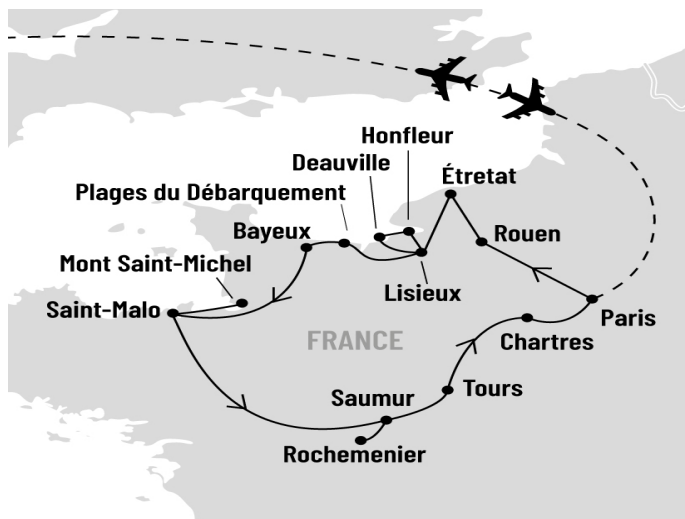 Honfleur
Deauville
Étretat
Plages du Débarquement
Bayeux
Rouen
Mont Saint-Michel
Lisieux
Saint-Malo
Paris
FRANCE
Chartres
Saumur
Tours
Rochemenier